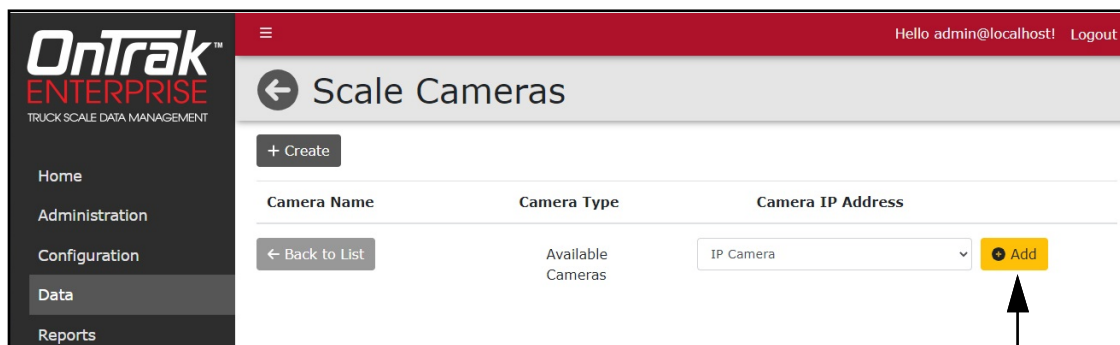 OnTrak™
ENTERPRISE
TRUCK SCALE DATA MANAGEMENT
Home
Administration
Configuration
Data
Reports
Hello admin@localhost! Logout
Scale Cameras
+ Create
Camera Name Camera Type Camera IP Address
← Back to List Available Cameras IP Camera Add